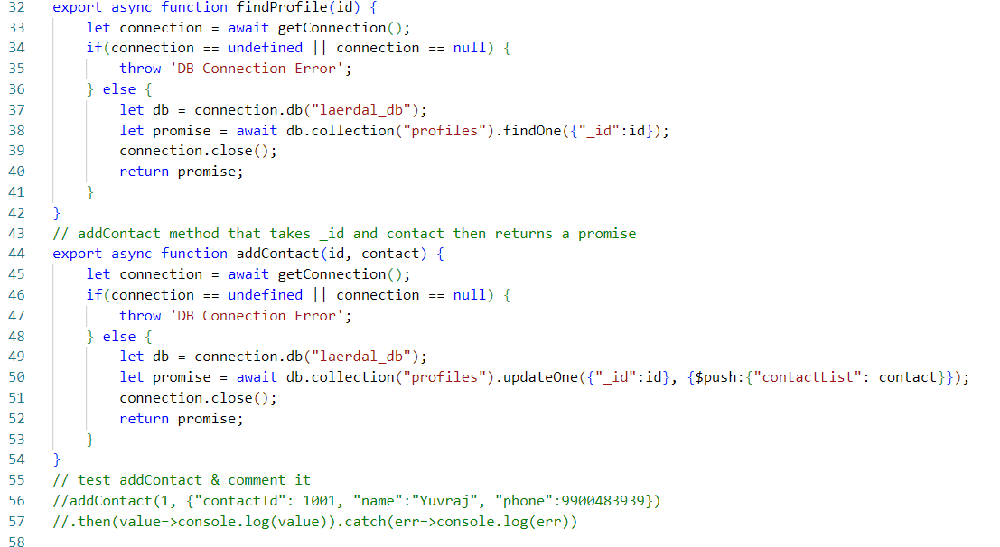 32 export async function findProfile(id) {
33     let connection = await getConnection();
34     if(connection == undefined || connection == null) {
35         throw 'DB Connection Error';
36     } else {
37         let db = connection.db("laerdal_db");
38         let promise = await db.collection("profiles").findOne({"_id":id});
39         connection.close();
40         return promise;
41     }
42 }
43 // addContact method that takes _id and contact then returns a promise
44 export async function addContact(id, contact) {
45     let connection = await getConnection();
46     if(connection == undefined || connection == null) {
47         throw 'DB Connection Error';
48     } else {
49         let db = connection.db("laerdal_db");
50         let promise = await db.collection("profiles").updateOne({"_id":id}, {$push:{"contactList": contact}});
51         connection.close();
52         return promise;
53     }
54 }
55 // test addContact & comment it
56 //addContact(1, {"contactId": 1001, "name":"Yuvraj", "phone":9900483939})
57 //.then(value=>console.log(value)).catch(err=>console.log(err))
58